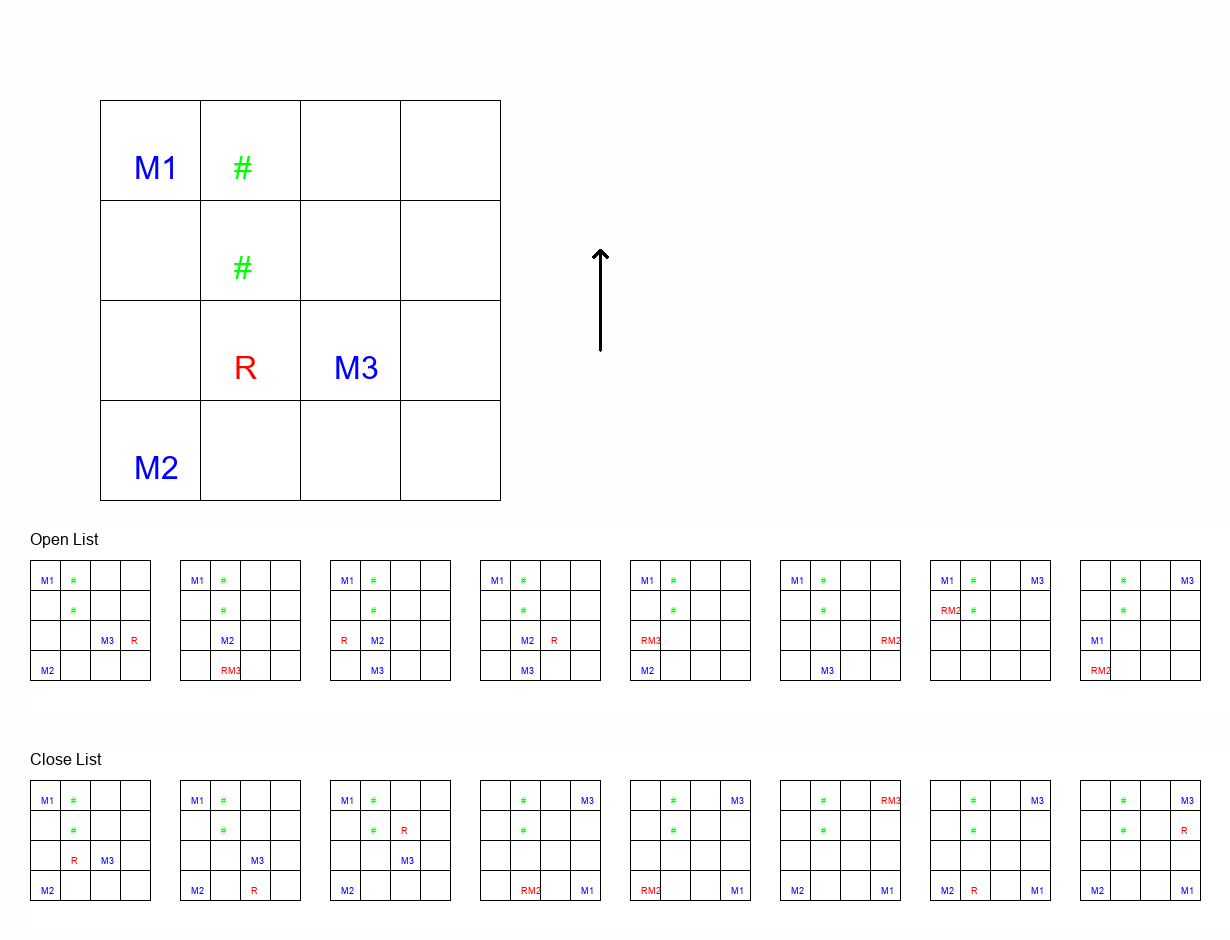 M1 #
#
R M3
M2
Open List
M1 # M1 # M1 # M1 # M1 # M1 # M1 # M3 # M3
# # # # # # RM2 # #
M3 R M2 R M2 M2 R RM3 RM2 M1
M2 RM3 M3 M3 M2 M3 RM2
Close List
M1 # M1 # M1 # # M3 # M3 # RM3 # M3 # M3
# # # R # # # # # R
R M3 M3 M3
M2 M2 R M2 RM2 M1 RM2 M1 M2 M1 M2 R M1 M2 M1